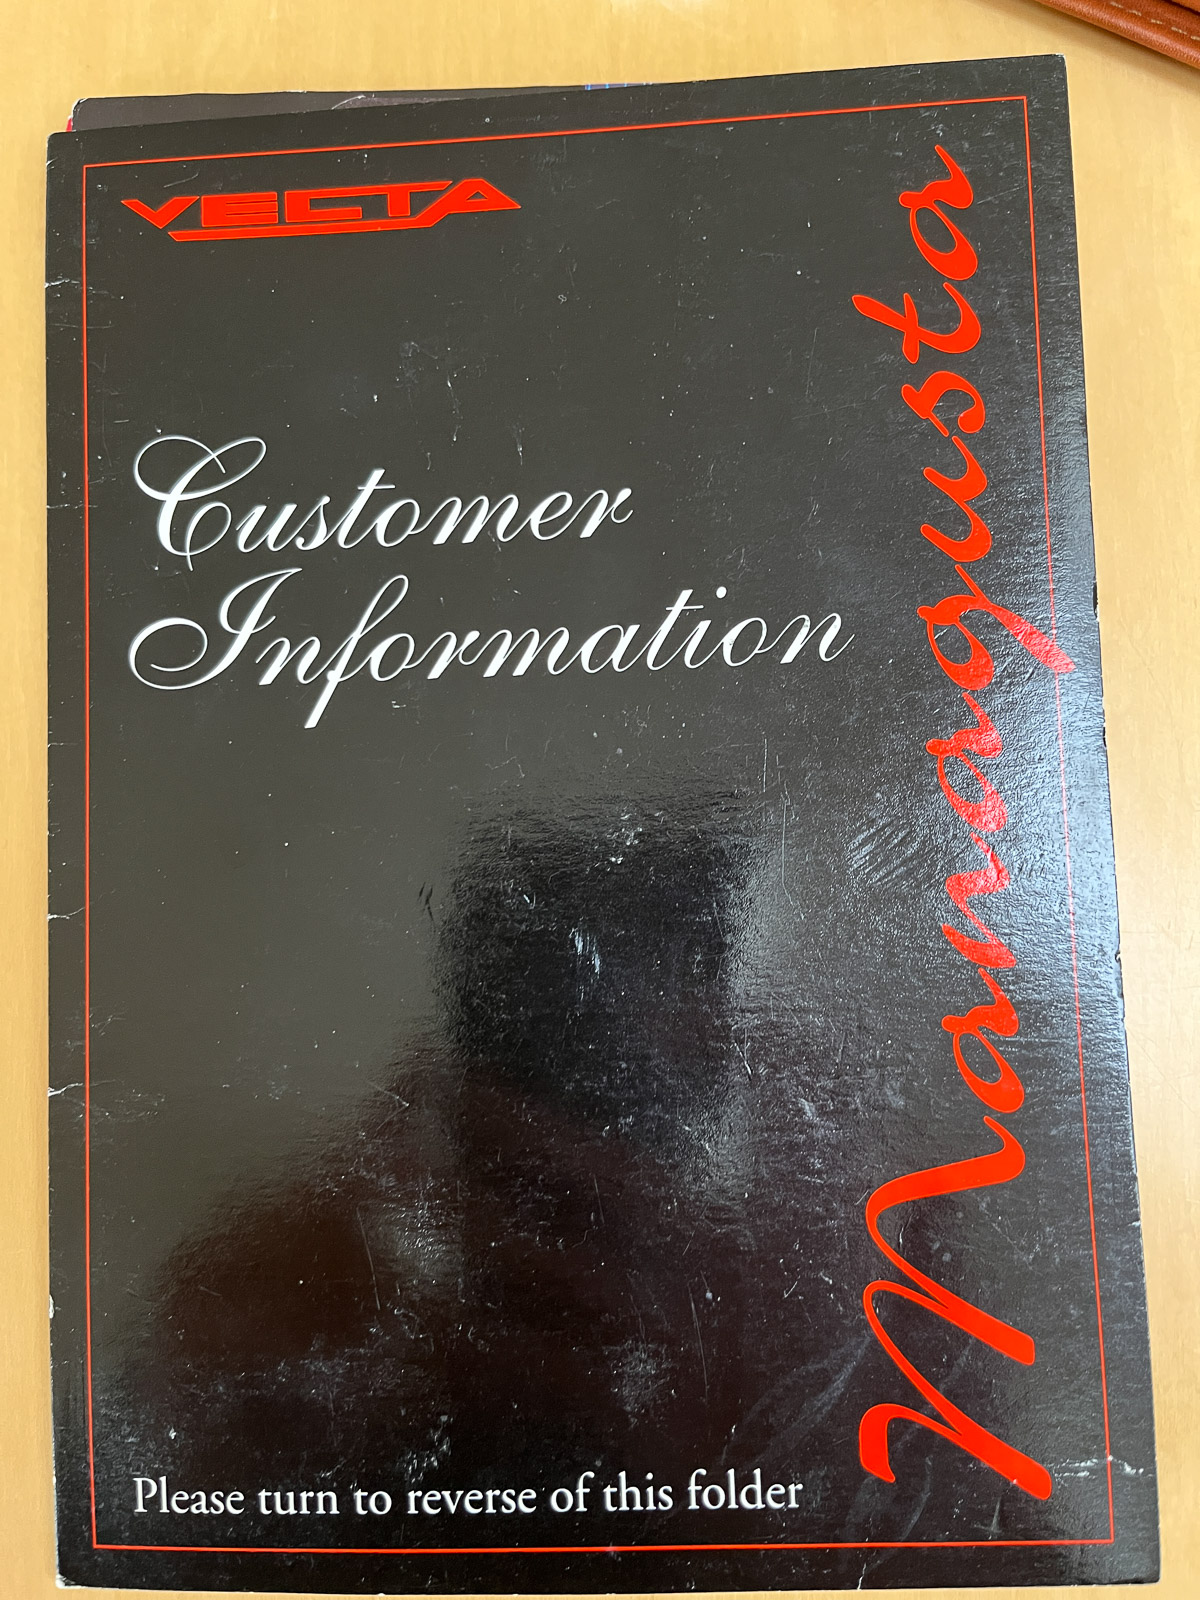 VECTA
Customer
Information
Mangusta
Please turn to reverse of this folder